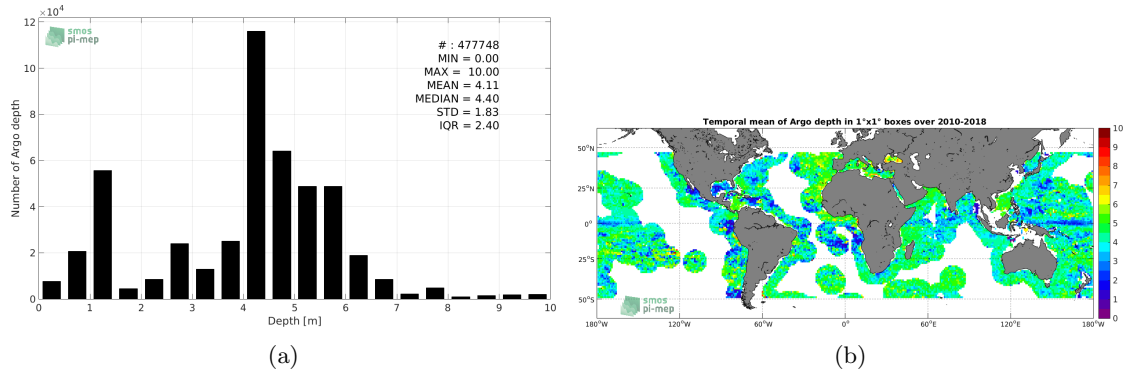 ×10⁴
12
10
8
6
4
2
0
Number of Argo depth
smos
pi-mep
# : 477748
MIN = 0.00
MAX = 10.00
MEAN = 4.11
MEDIAN = 4.40
STD = 1.83
IQR = 2.40
0 1 2 3 4 5 6 7 8 9 10
Depth [m]
(a)
Temporal mean of Argo depth in 1°x1° boxes over 2010-2018
50°N
25°N
0°
25°S
50°S
smos
pi-mep
180°W 120°W 60°W 0° 60°E 120°E 180°W
10
9
8
7
6
5
4
3
2
1
0
(b)